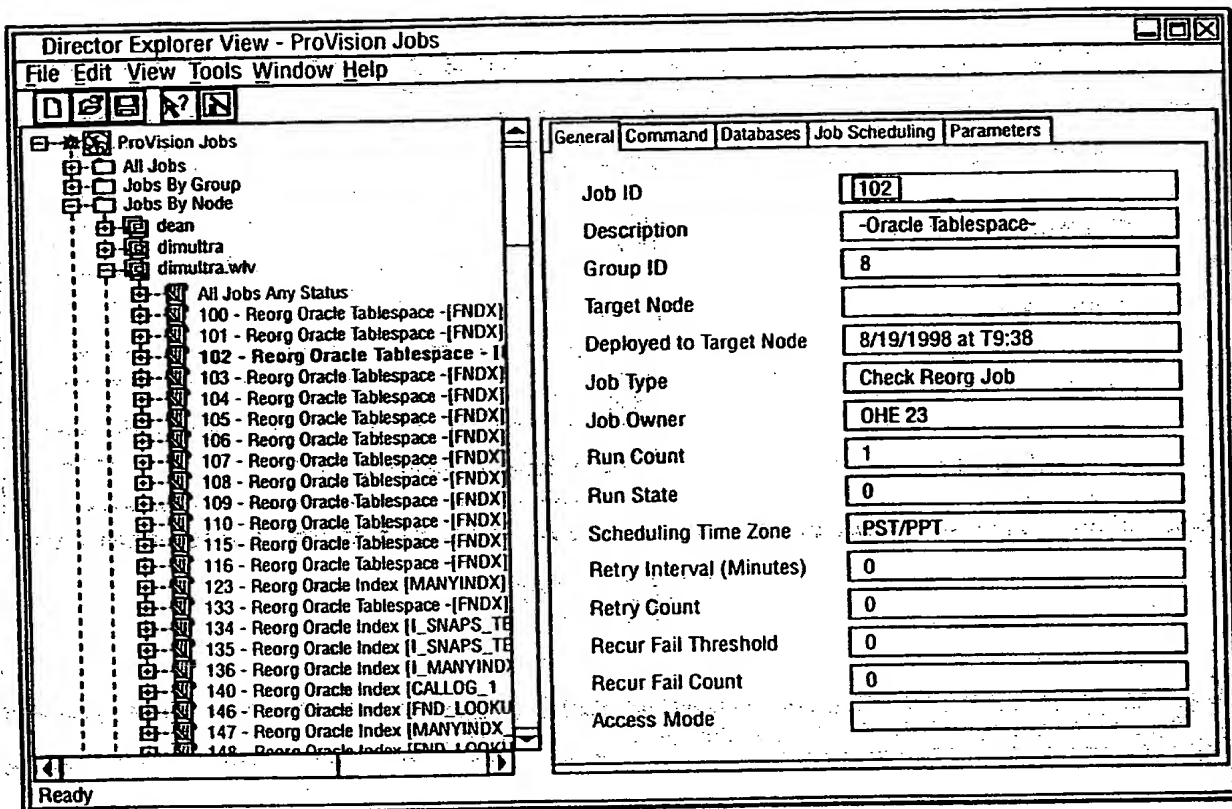 Director Explorer View - ProVision Jobs
File Edit View Tools Window Help
ProVision Jobs
All Jobs
Jobs By Group
Jobs By Node
dean
dimultra
dimultra.wlv
All Jobs Any Status
100 - Reorg Oracle Tablespace -[FNDX]
101 - Reorg Oracle Tablespace -[FNDX]
102 - Reorg Oracle Tablespace - [
103 - Reorg Oracle Tablespace -[FNDX]
104 - Reorg Oracle Tablespace -[FNDX]
105 - Reorg Oracle Tablespace -[FNDX]
106 - Reorg Oracle Tablespace -[FNDX]
107 - Reorg Oracle Tablespace -[FNDX]
108 - Reorg Oracle Tablespace -[FNDX]
109 - Reorg Oracle Tablespace -[FNDX]
110 - Reorg Oracle Tablespace -[FNDX]
115 - Reorg Oracle Tablespace -[FNDX]
116 - Reorg Oracle Tablespace -[FNDX]
123 - Reorg Oracle Index [MANYINDX]
133 - Reorg Oracle Tablespace -[FNDX]
134 - Reorg Oracle Index [I_SNAPS_TE
135 - Reorg Oracle Index [I_SNAPS_TE
136 - Reorg Oracle Index [I_MANYINDX
140 - Reorg Oracle Index [CALLOG_1
146 - Reorg Oracle Index [FND_LOOKU
147 - Reorg Oracle Index [MANYINDX_
148 - Reorg Oracle Index [FND_LOOKU
General Command Databases Job Scheduling Parameters
Job ID 102
Description -Oracle Tablespace-
Group ID 8
Target Node
Deployed to Target Node 8/19/1998 at T9:38
Job Type Check Reorg Job
Job Owner OHE 23
Run Count 1
Run State 0
Scheduling Time Zone PST/PPT
Retry Interval (Minutes) 0
Retry Count 0
Recur Fail Threshold 0
Recur Fail Count 0
Access Mode
Ready